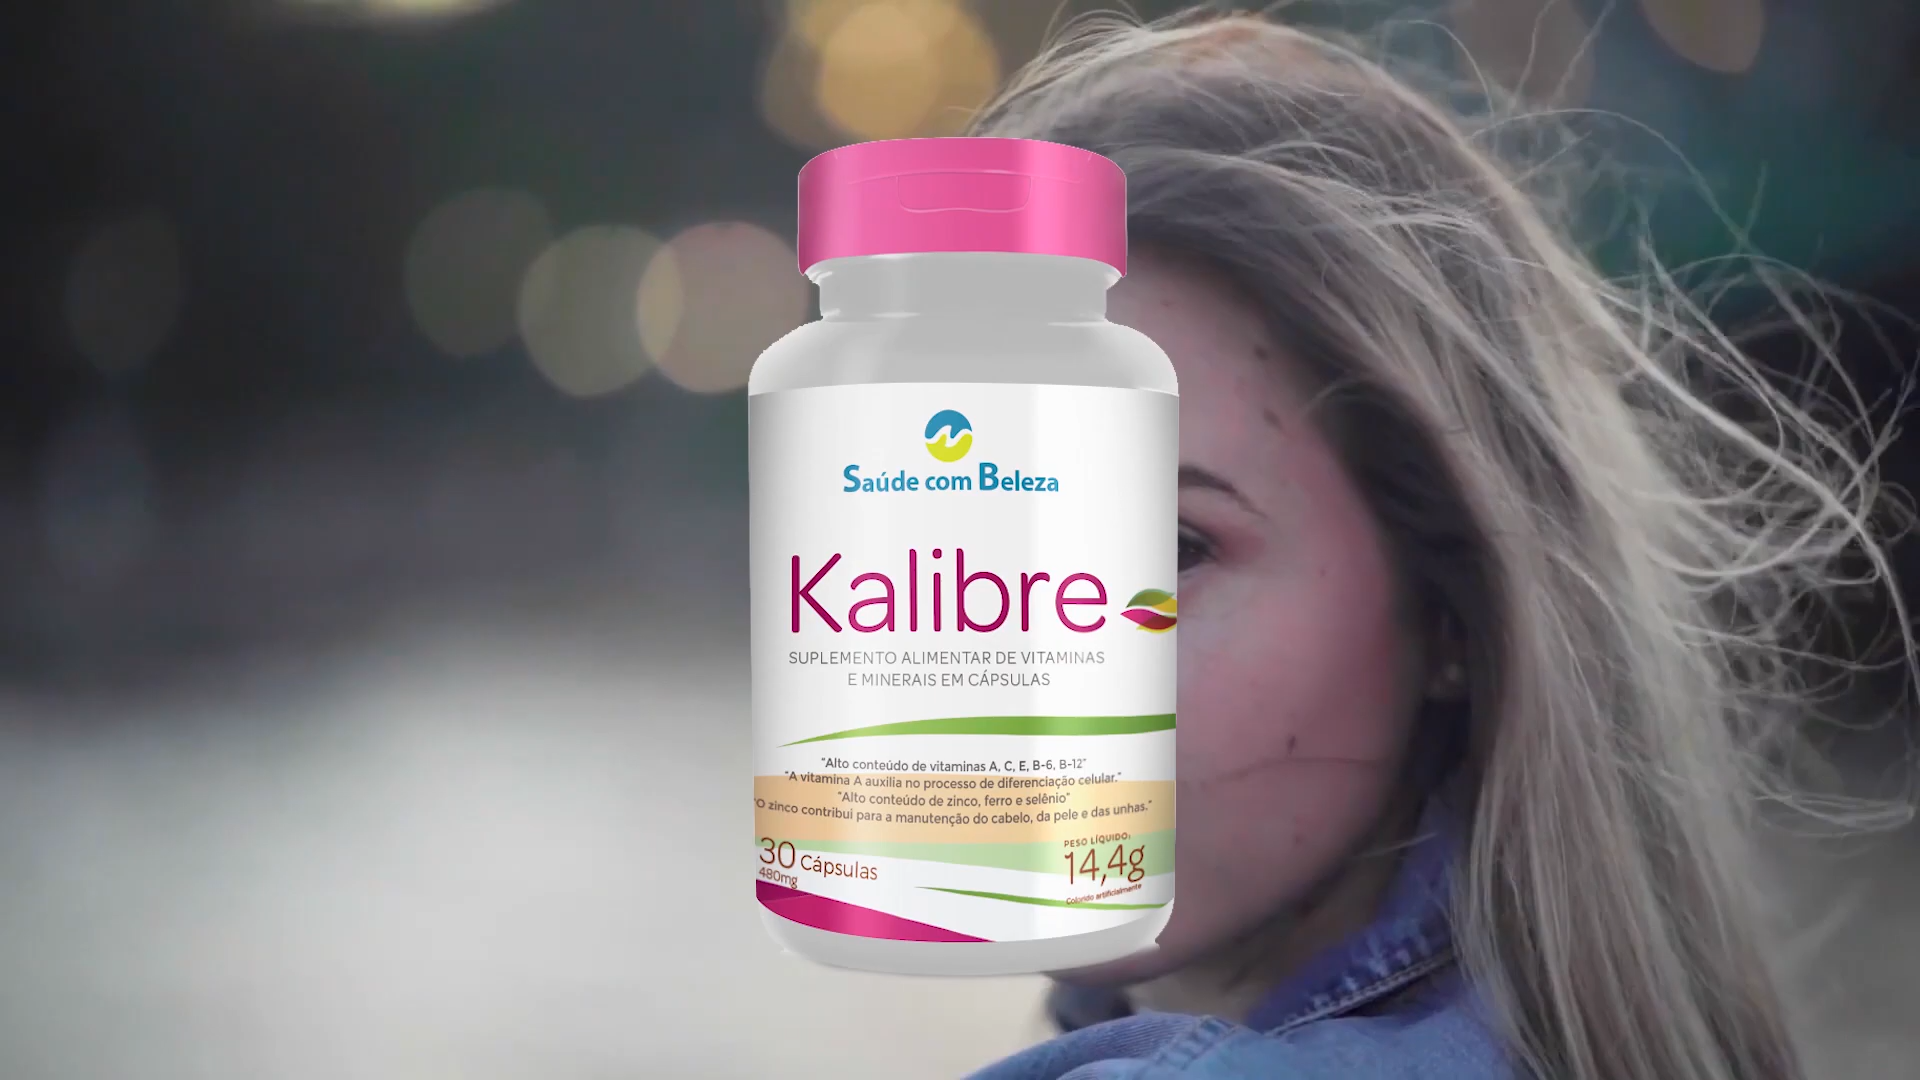 Saúde com Beleza
Kalibre
SUPLEMENTO ALIMENTAR DE VITAMINAS
E MINERAIS EM CÁPSULAS
"Alto conteúdo de vitaminas A, C, E, B-6, B-12"
"A vitamina A auxilia no processo de diferenciação celular."
"Alto conteúdo de zinco, ferro e selênio"
"O zinco contribui para a manutenção do cabelo, da pele e das unhas."
30 Cápsulas
480mg
PESO LÍQUIDO:
14,4g
Colorido artificialmente